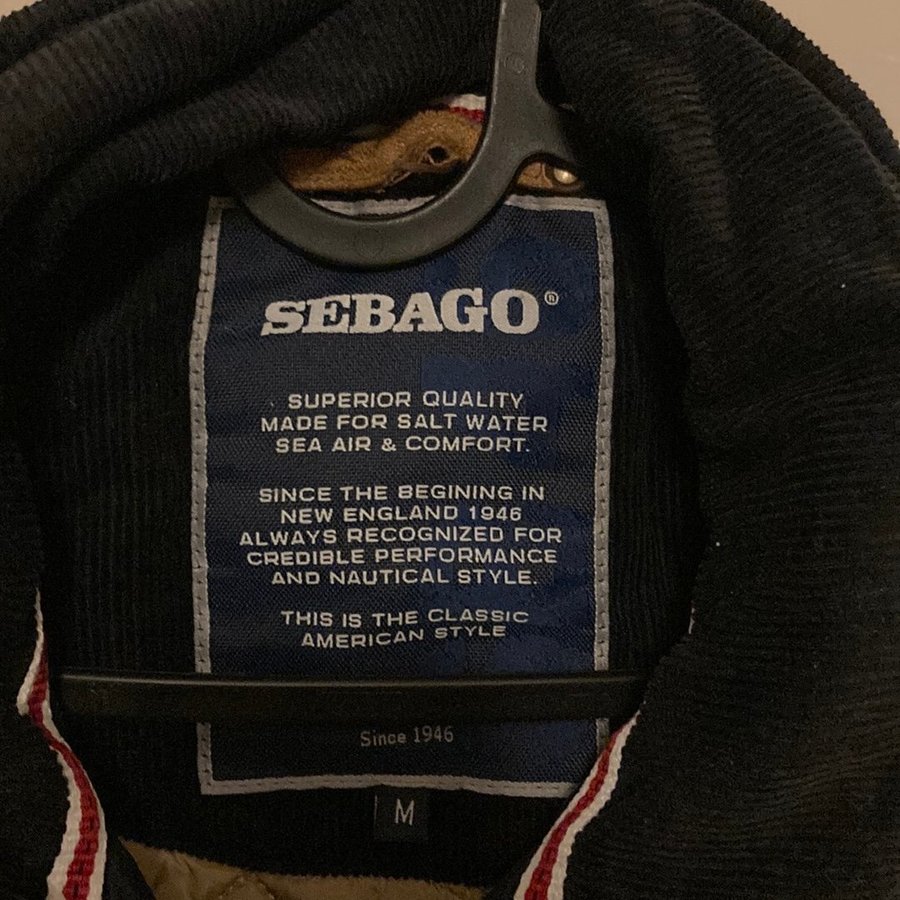 SEBAGO®
SUPERIOR QUALITY
MADE FOR SALT WATER
SEA AIR & COMFORT.
SINCE THE BEGINING IN
NEW ENGLAND 1946
ALWAYS RECOGNIZED FOR
CREDIBLE PERFORMANCE
AND NAUTICAL STYLE.
THIS IS THE CLASSIC
AMERICAN STYLE
Since 1946
M